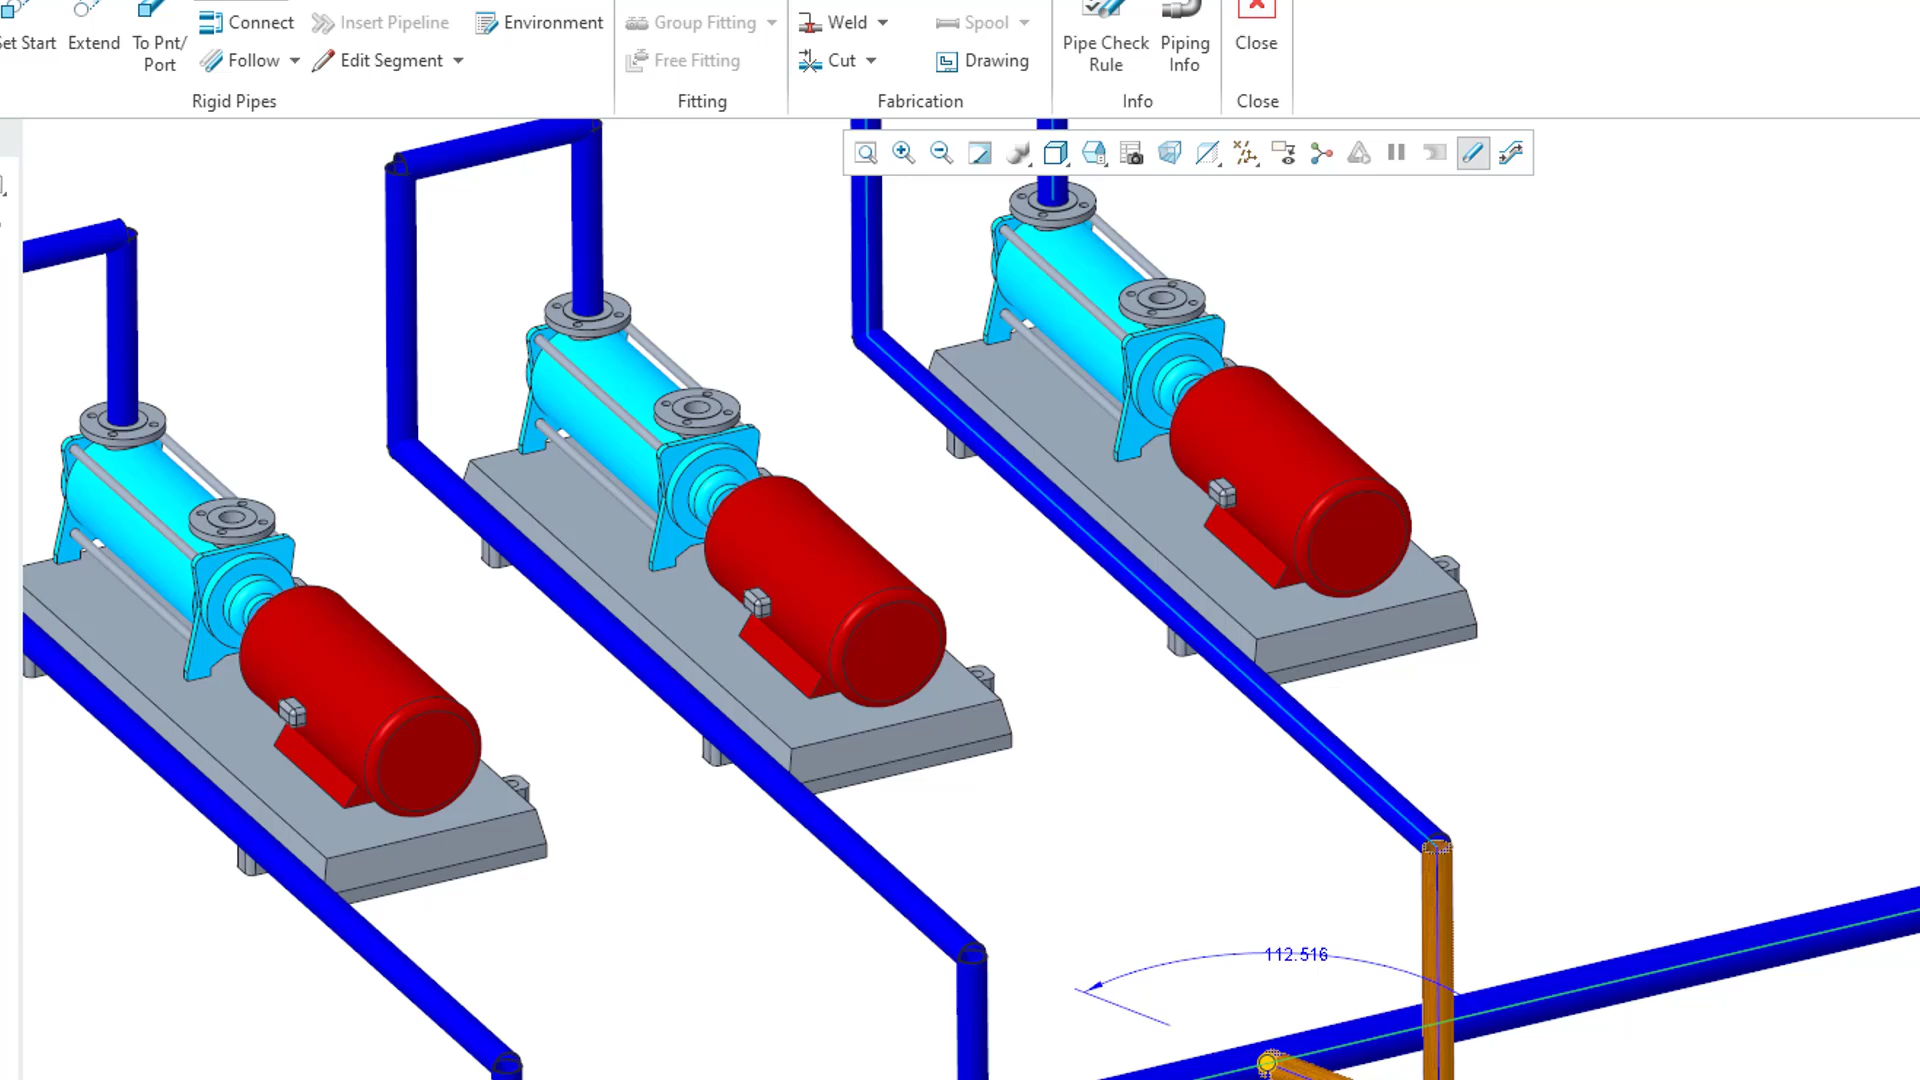 Set Start
Extend
To Pnt/
Port
Connect
Follow
Insert Pipeline
Edit Segment
Environment
Rigid Pipes
Group Fitting
Free Fitting
Fitting
Weld
Cut
Spool
Drawing
Fabrication
Pipe Check
Rule
Piping
Info
Info
Close
Close
112.516